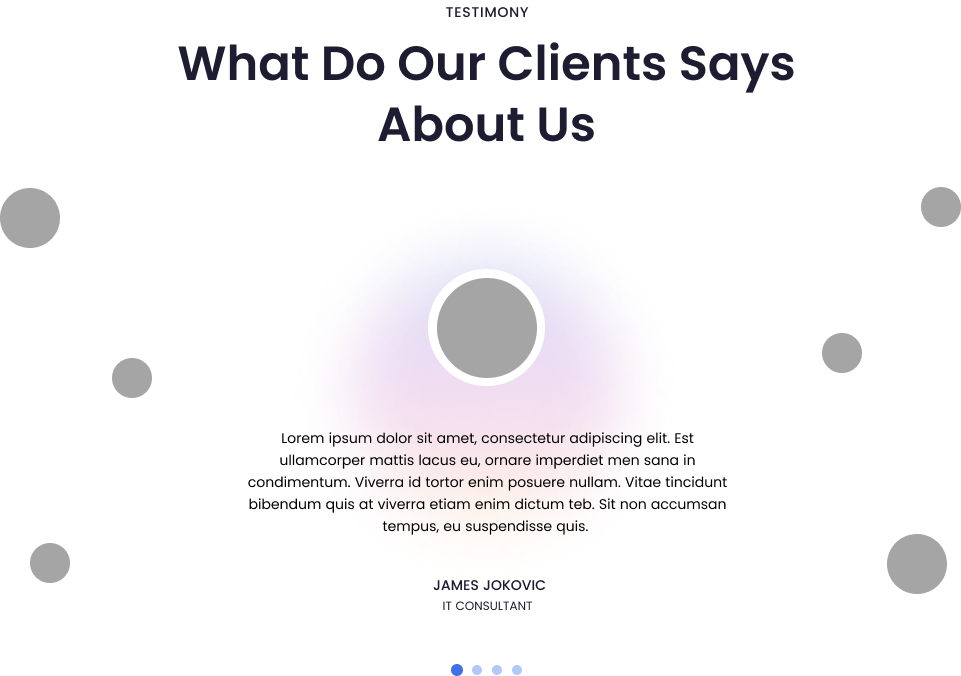 TESTIMONY
What Do Our Clients Says
About Us
Lorem ipsum dolor sit amet, consectetur adipiscing elit. Est
ullamcorper mattis lacus eu, ornare imperdiet men sana in
condimentum. Viverra id tortor enim posuere nullam. Vitae tincidunt
bibendum quis at viverra etiam enim dictum teb. Sit non accumsan
tempus, eu suspendisse quis.
JAMES JOKOVIC
IT CONSULTANT